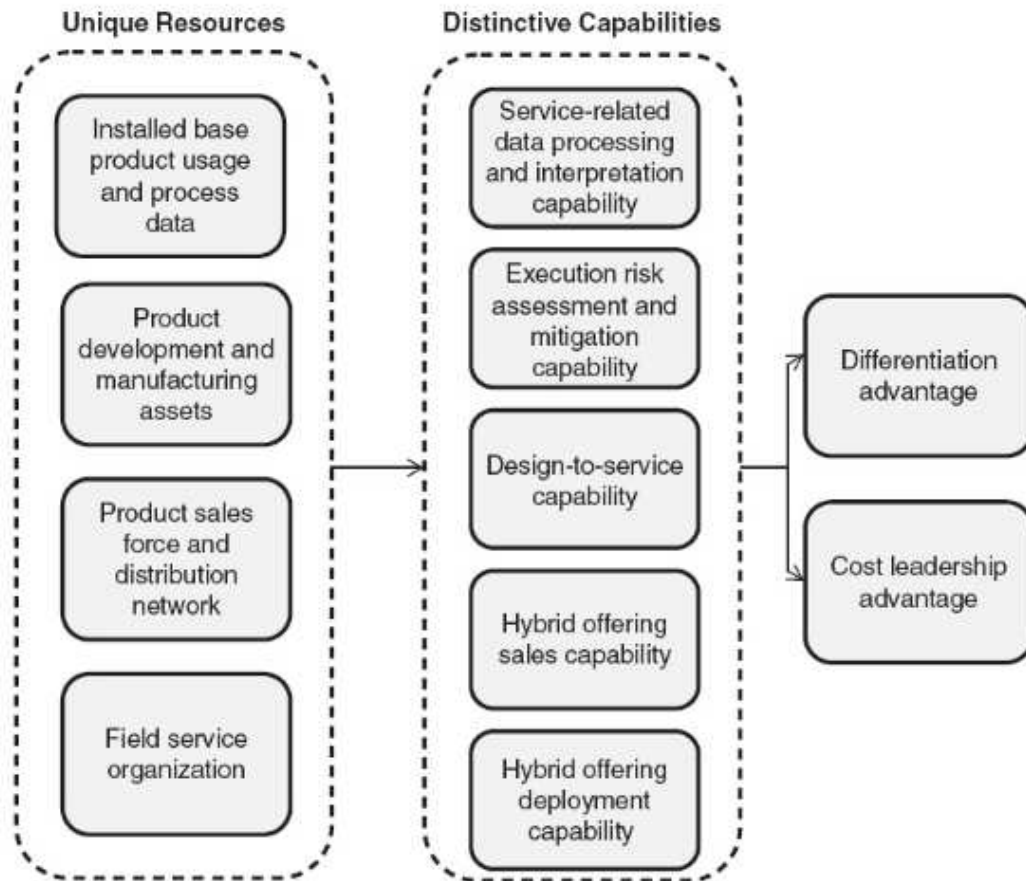 Unique Resources
Installed base
product usage
and process
data
Product
development and
manufacturing
assets
Product sales
force and
distribution
network
Field service
organization
Distinctive Capabilities
Service-related
data processing
and interpretation
capability
Execution risk
assessment and
mitigation
capability
Design-to-service
capability
Hybrid offering
sales capability
Hybrid offering
deployment
capability
Differentiation
advantage
Cost leadership
advantage